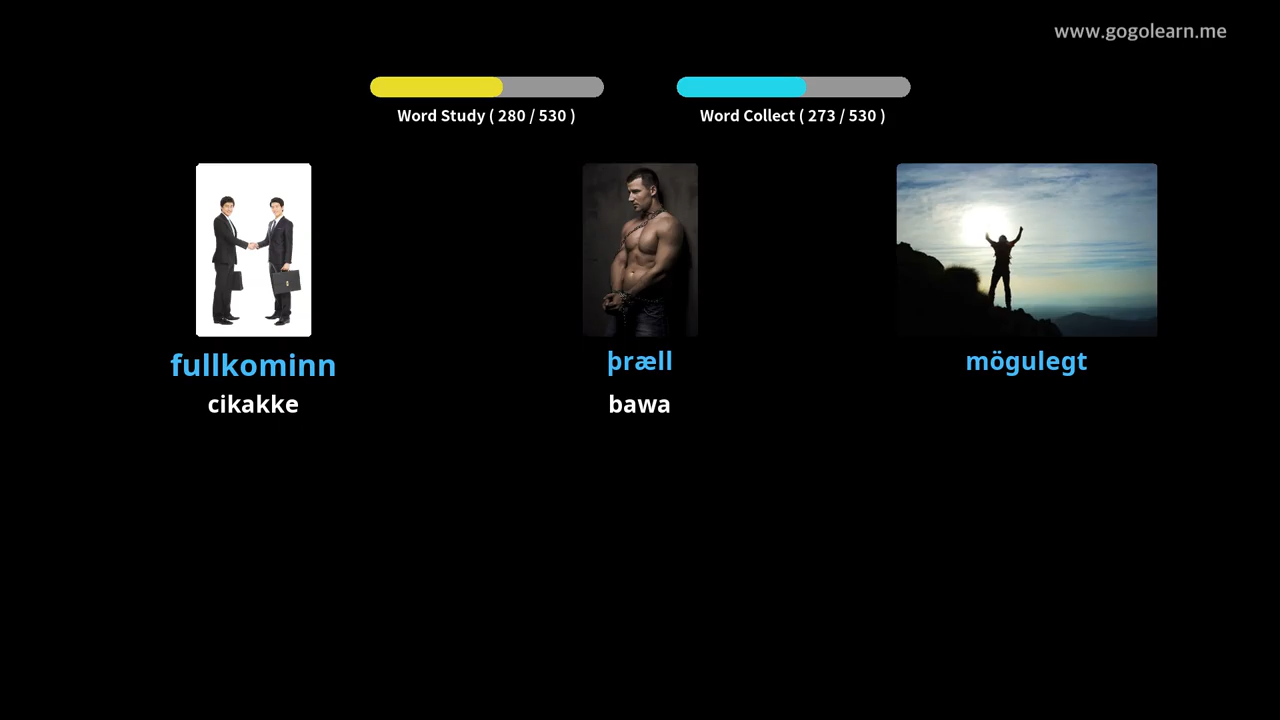 www.gogolearn.me
Word Study ( 280 / 530 )
Word Collect ( 273 / 530 )
fullkominn
cikakke
þræll
bawa
mögulegt